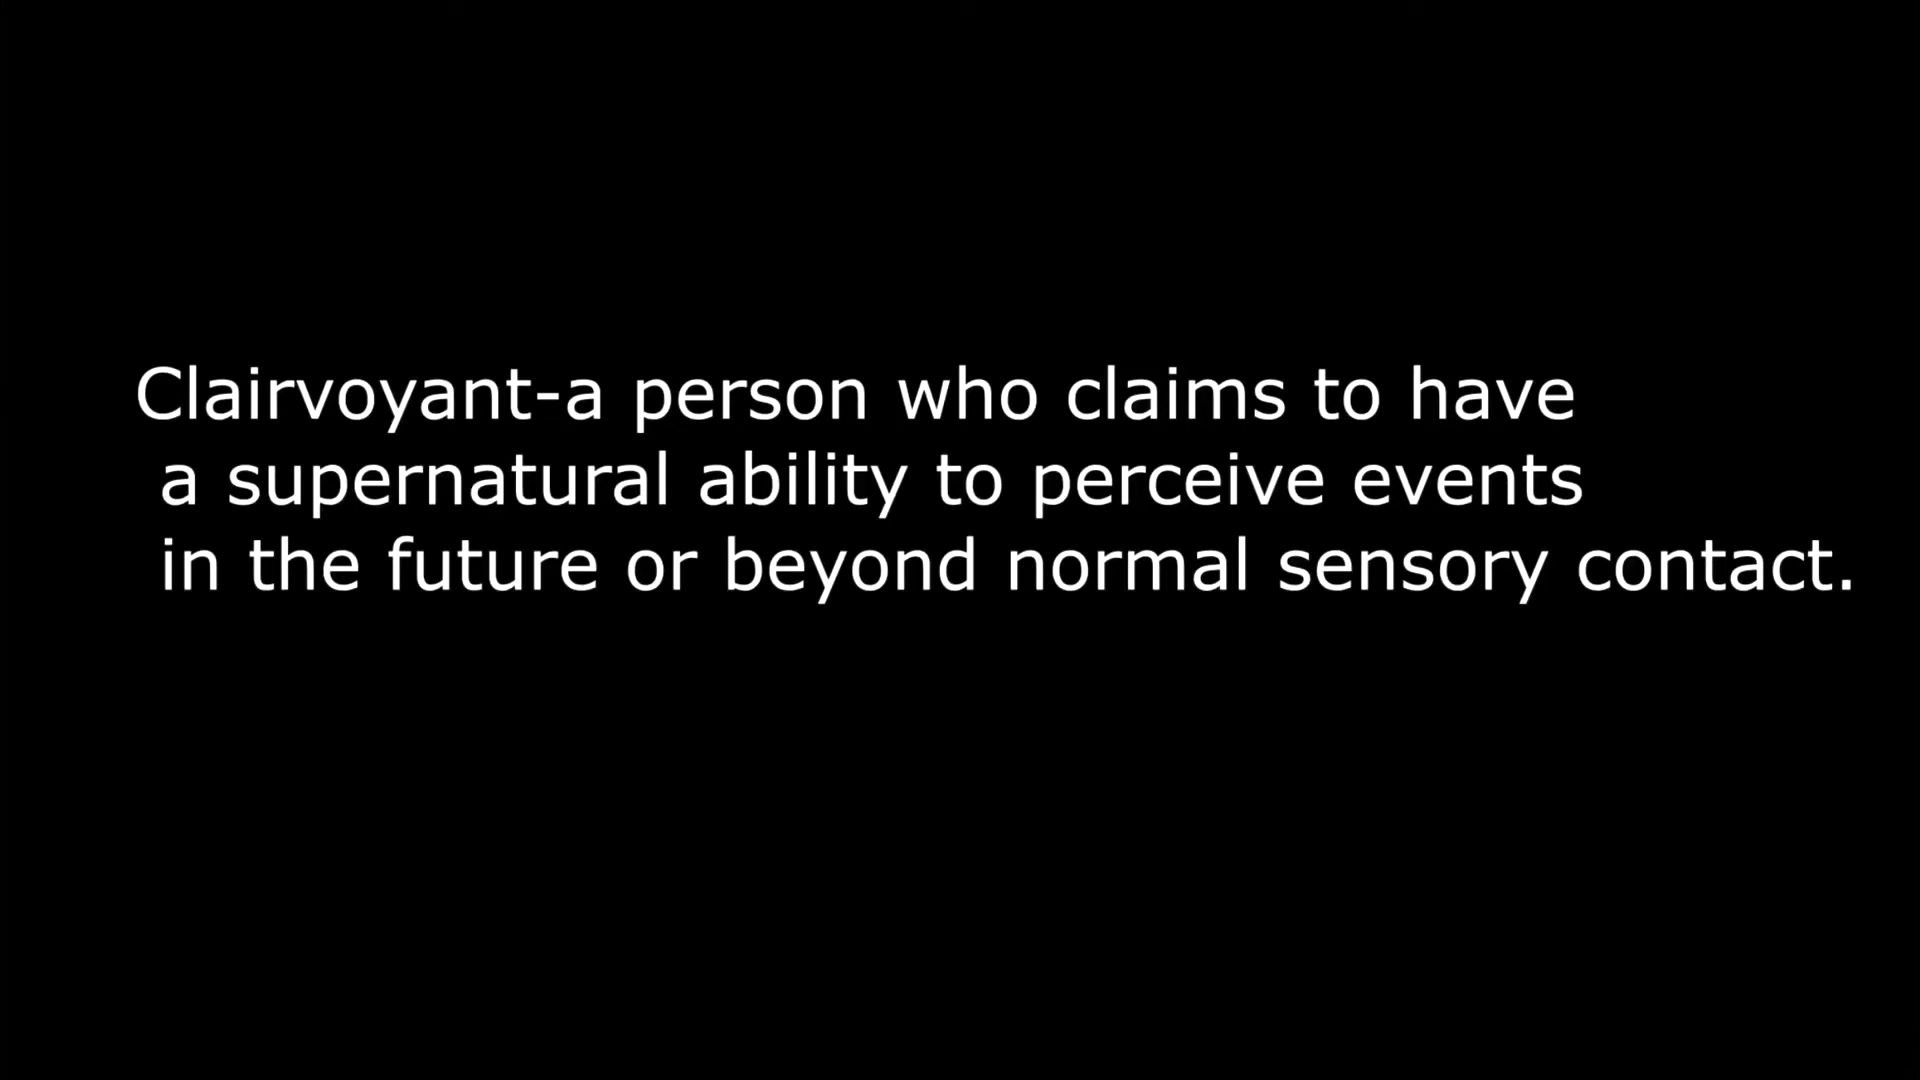 Clairvoyant-a person who claims to have
a supernatural ability to perceive events
in the future or beyond normal sensory contact.